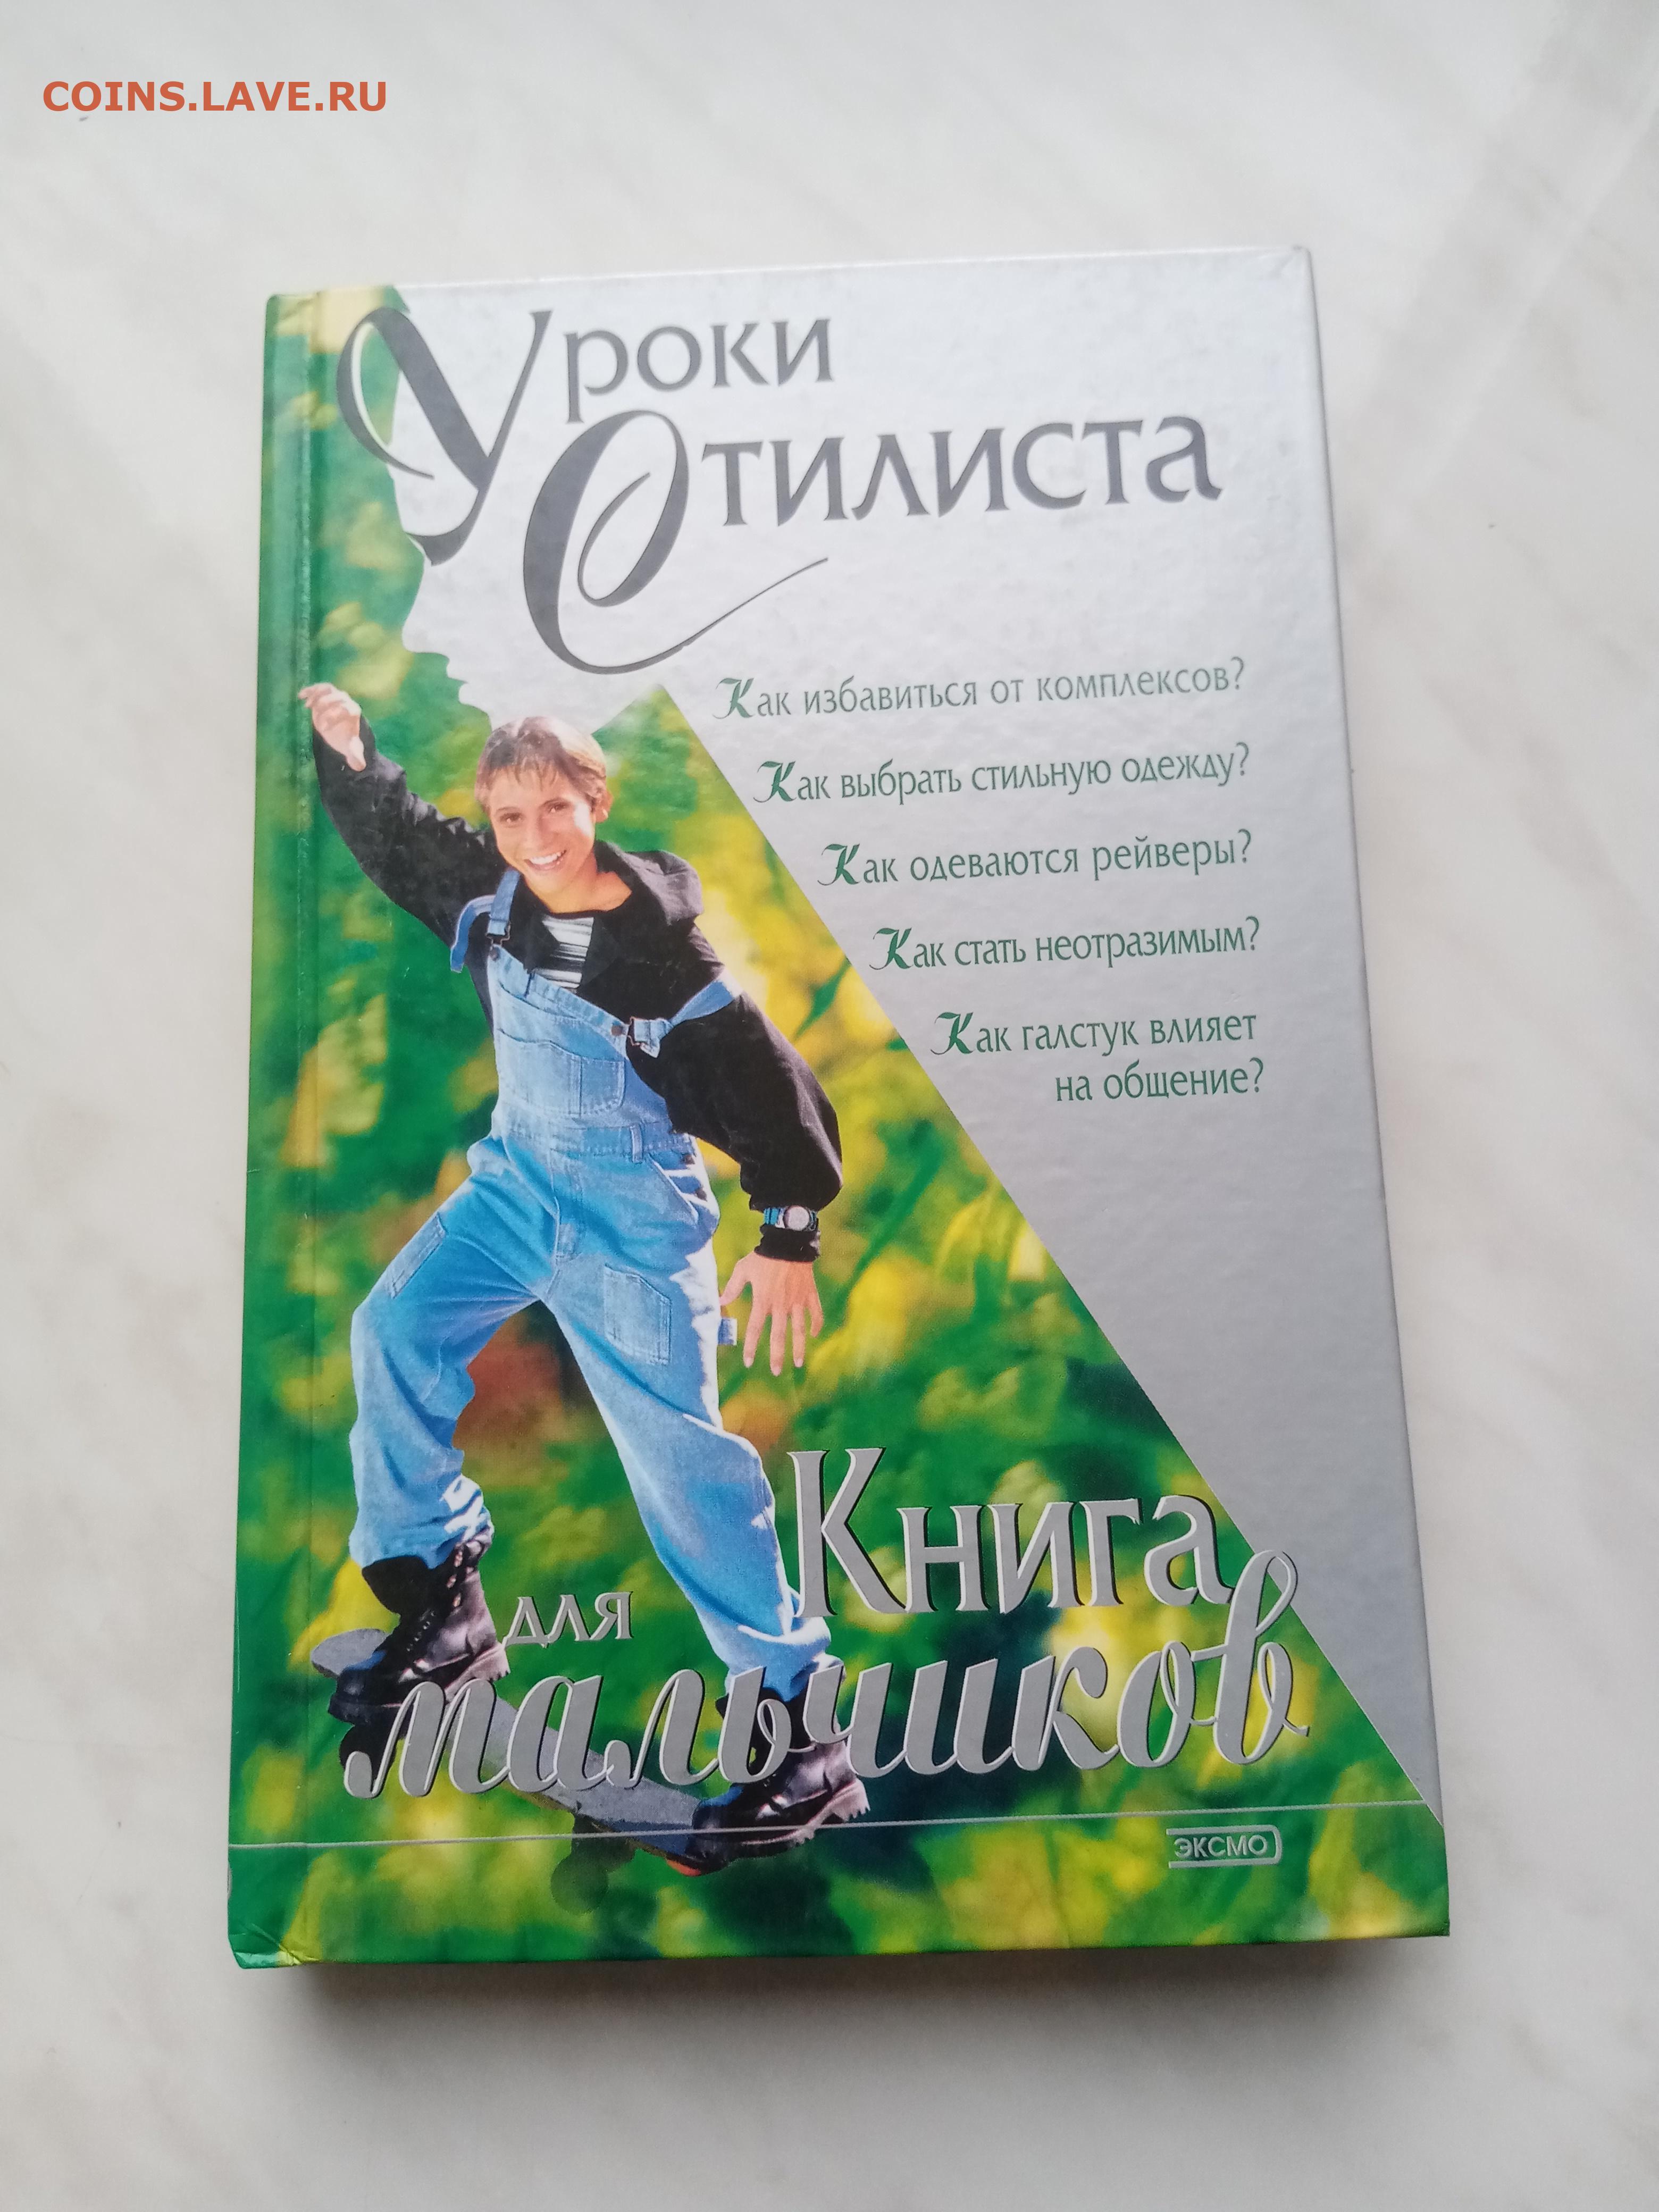 COINS.LAVE.RU
Уроки
Стилиста
Как избавиться от комплексов?
Как выбрать стильную одежду?
Как одеваются рейверы?
Как стать неотразимым?
Как галстук влияет
на общение?
Книга
для
мальчиков
ЭКСМО